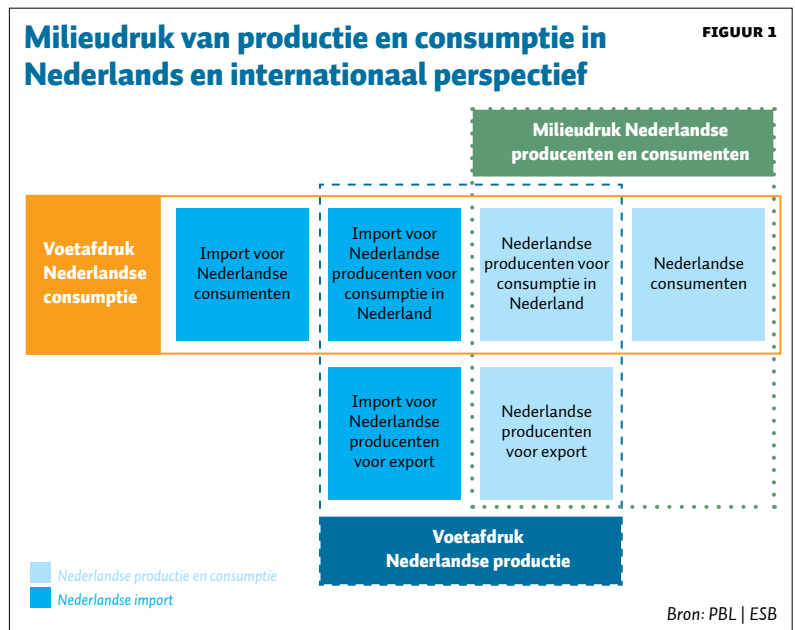 Milieudruk van productie en consumptie in
Nederlands en internationaal perspectief
FIGUUR 1
Milieudruk Nederlandse
producenten en consumenten
Voetafdruk
Nederlandse
consumptie
Import voor
Nederlandse
consumenten
Import voor
Nederlandse
producenten voor
consumptie in
Nederland
Nederlandse
producenten voor
consumptie in
Nederland
Nederlandse
consumenten
Import voor
Nederlandse
producenten
voor export
Nederlandse
producenten
voor export
Voetafdruk
Nederlandse productie
Nederlandse productie en consumptie
Nederlandse import
Bron: PBL | ESB